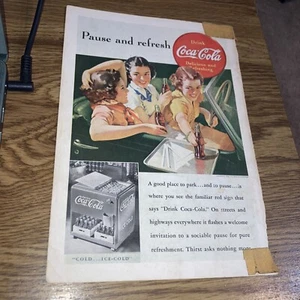 Pause and refresh
Drink
Coca-Cola
Delicious and
Refreshing
A good place to park...and to pause...is
where you see the familiar red sign that
says "Drink Coca-Cola." On streets and
highways everywhere it flashes a welcome
invitation to a sociable pause for pure
refreshment. Thirst asks nothing more
Coca-Cola
"COLD...ICE-COLD"